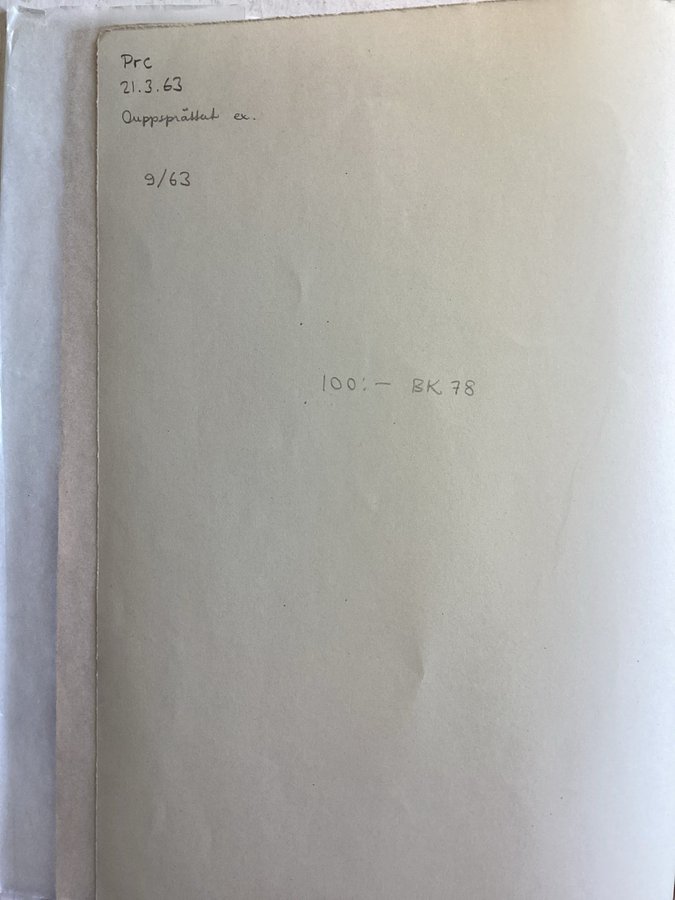 Prc
21.3.63
Ouppsprättat ex.
9/63
100:- BK 78